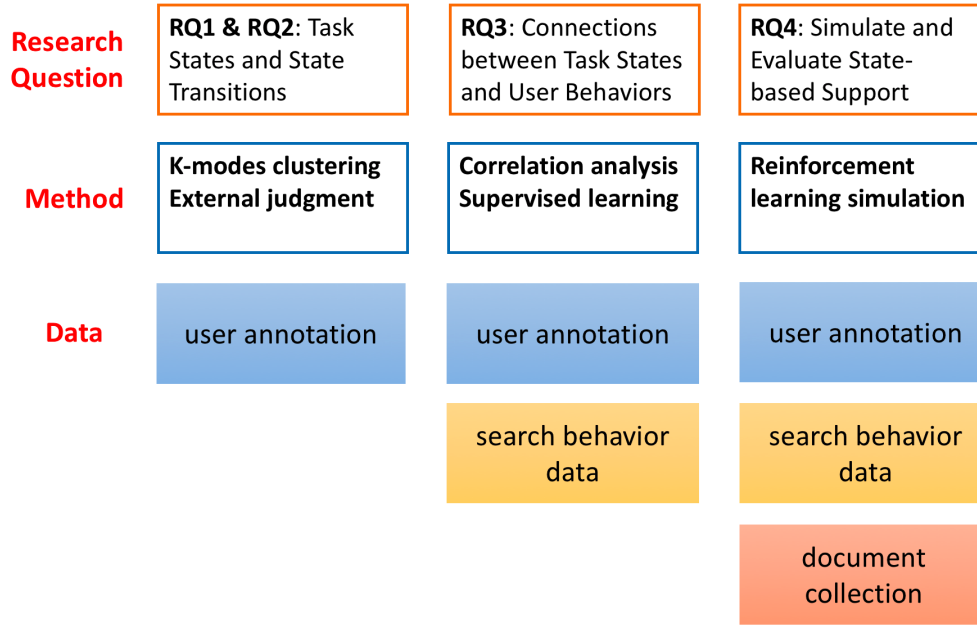 Research
Question
RQ1 & RQ2: Task
States and State
Transitions
RQ3: Connections
between Task States
and User Behaviors
RQ4: Simulate and
Evaluate State-
based Support
Method
K-modes clustering
External judgment
Correlation analysis
Supervised learning
Reinforcement
learning simulation
Data
user annotation
user annotation
user annotation
search behavior
data
search behavior
data
document
collection